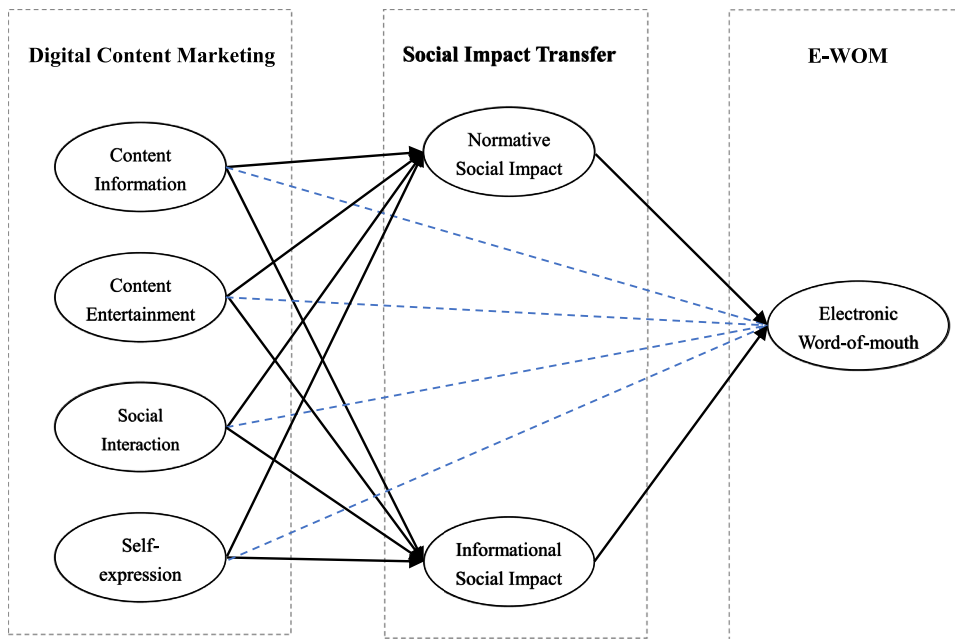 Digital Content Marketing
Social Impact Transfer
E-WOM
Content
Information
Content
Entertainment
Social
Interaction
Self-
expression
Normative
Social Impact
Informational
Social Impact
Electronic
Word-of-mouth